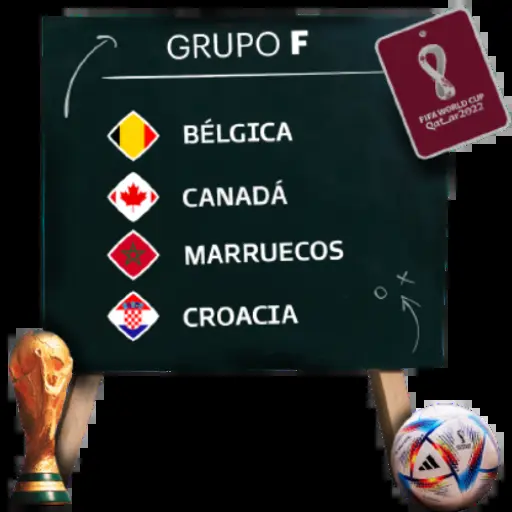 GRUPO F
FIFA WORLD CUP
Qatar2022
BÉLGICA
CANADÁ
MARRUECOS
CROACIA